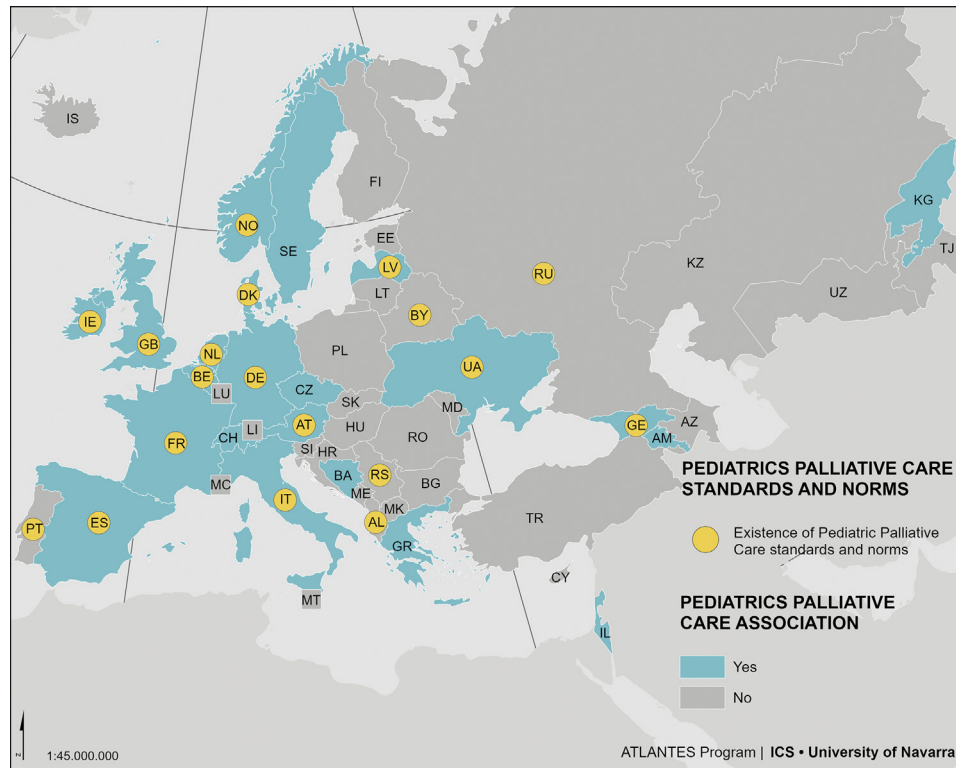 IS
FI
NO
SE
EE
KG
LV
TJ
KZ
RU
DK
LT
UZ
IE
BY
GB
NL
PL
BE
DE
UA
LU
CZ
SK
MD
AT
HU
LI
RO
GE
AZ
FR
CH
AM
SI
HR
BA
RS
MC
IT
ME
BG
PT
ES
MK
AL
TR
GR
CY
MT
IL
PEDIATRICS PALLIATIVE CARE
STANDARDS AND NORMS
Existence of Pediatric Palliative
Care standards and norms
PEDIATRICS PALLIATIVE
CARE ASSOCIATION
Yes
No
z
1:45.000.000
ATLANTES Program | ICS • University of Navarra